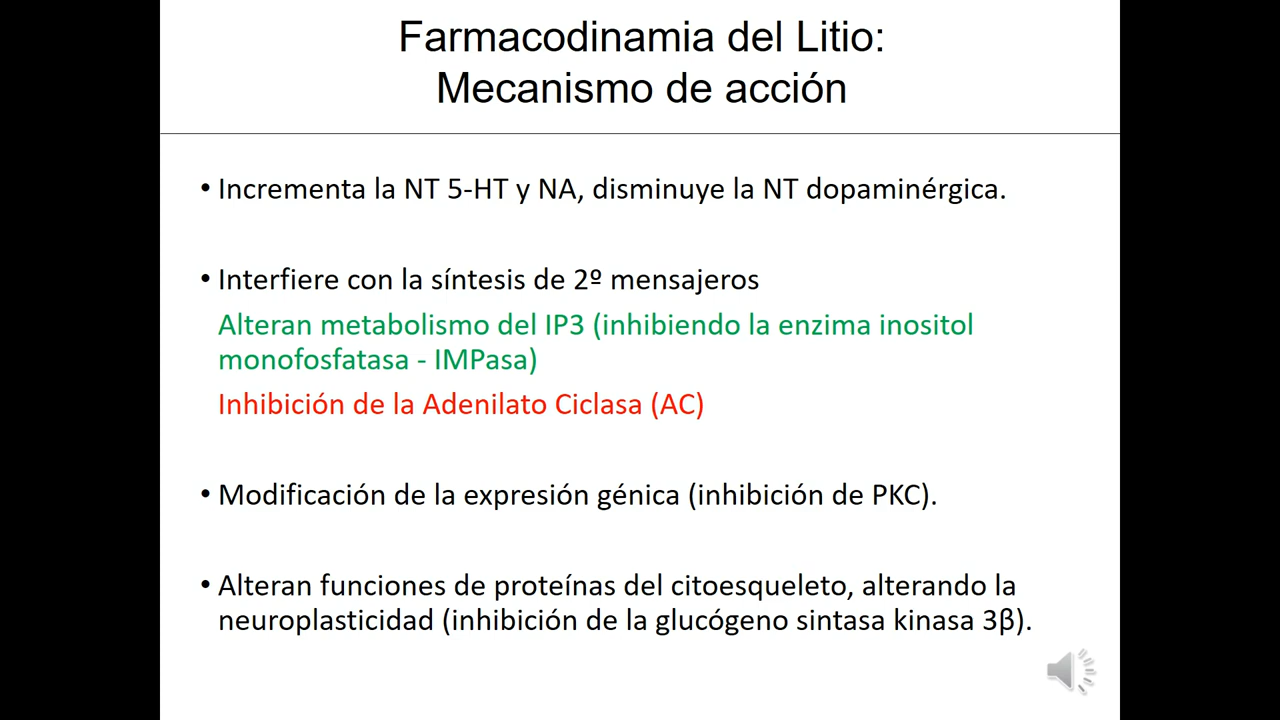 Farmacodinamia del Litio:
Mecanismo de acción
• Incrementa la NT 5-HT y NA, disminuye la NT dopaminérgica.
• Interfiere con la síntesis de 2º mensajeros
Alteran metabolismo del IP3 (inhibiendo la enzima inositol
monofosfatasa - IMPasa)
Inhibición de la Adenilato Ciclasa (AC)
• Modificación de la expresión génica (inhibición de PKC).
• Alteran funciones de proteínas del citoesqueleto, alterando la
neuroplasticidad (inhibición de la glucógeno sintasa kinasa 3β).